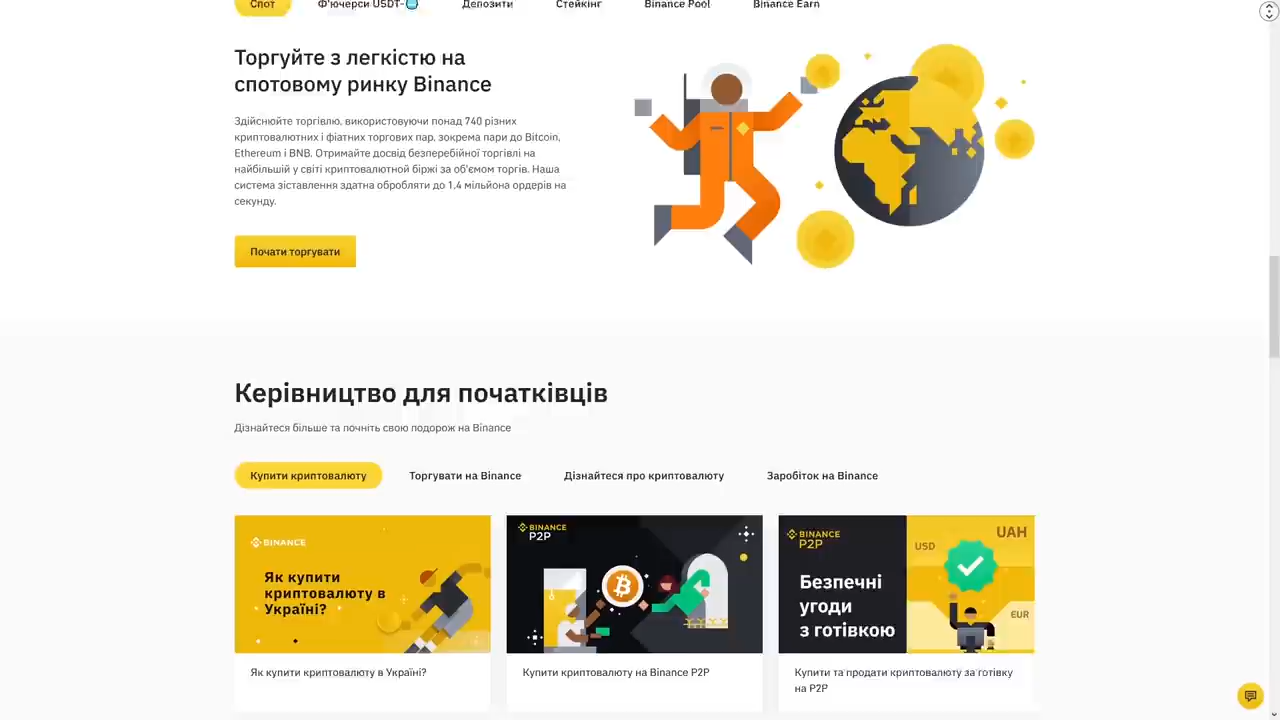 Спот Ф'ючерси USDT- Депозити Стейкінг Binance Pool Binance Earn
Торгуйте з легкістю на
спотовому ринку Binance
Здійснюйте торгівлю, використовуючи понад 740 різних
криптовалютних і фіатних торгових пар, зокрема пари до Bitcoin,
Ethereum і BNB. Отримайте досвід безперебійної торгівлі на
найбільшій у світі криптовалютної біржі за об'ємом торгів. Наша
система зіставлення здатна обробляти до 1,4 мільйона ордерів на
секунду.
Почати торгувати
Керівництво для початківців
Дізнайтеся більше та почніть свою подорож на Binance
Купити криптовалюту Торгувати на Binance Дізнайтеся про криптовалюту Заробіток на Binance
BINANCE
Як купити
криптовалюту в
Україні?
Як купити криптовалюту в Україні?
BINANCE
P2P
Купити криптовалюту на Binance P2P
BINANCE
P2P
Безпечні
угоди
з готівкою
USD
UAH
EUR
Купити та продати криптовалюту за готівку
на P2P